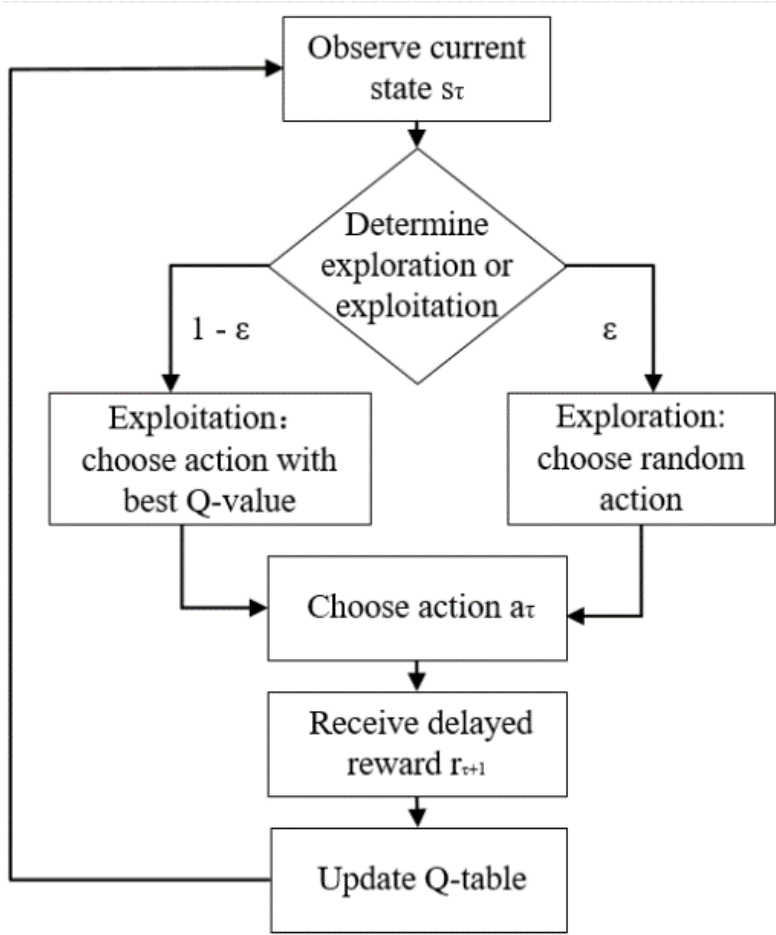 Observe current
state sτ
Determine
exploration or
exploitation
1 - ε
ε
Exploitation：
choose action with
best Q-value
Exploration:
choose random
action
Choose action aτ
Receive delayed
reward rτ+1
Update Q-table